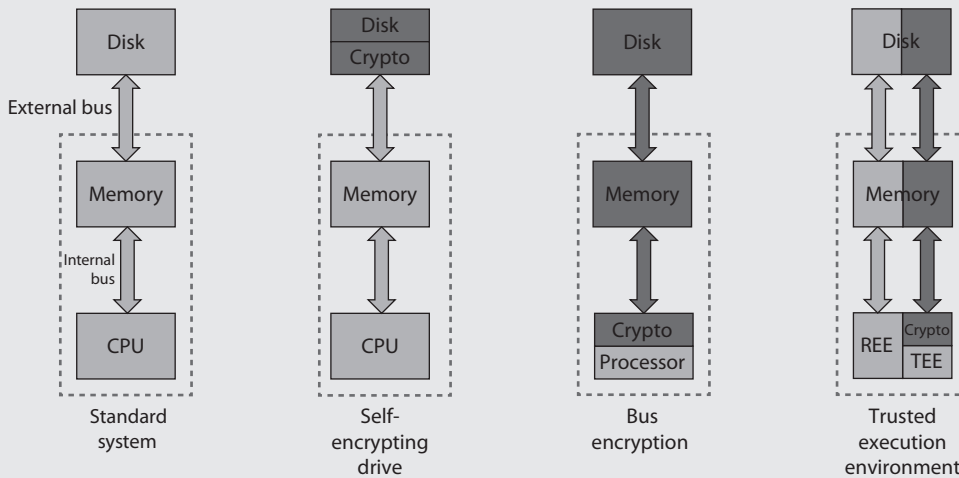 Disk
External bus
Memory
Internal
bus
CPU
Standard
system
Disk
Crypto
Memory
CPU
Self-
encrypting
drive
Disk
Memory
Crypto
Processor
Bus
encryption
Disk
Memory
REE
Crypto
TEE
Trusted
execution
environment